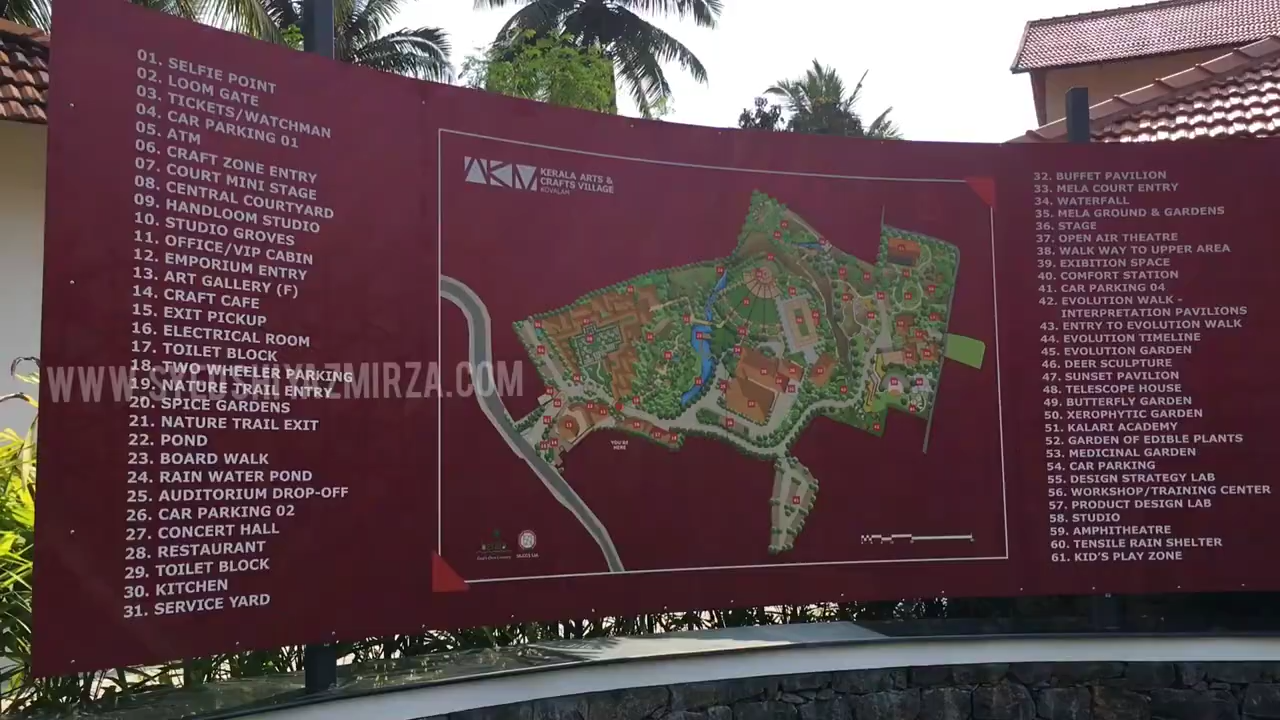 01. SELFIE POINT
02. LOOM GATE
03. TICKETS/WATCHMAN
04. CAR PARKING 01
05. ATM
06. CRAFT ZONE ENTRY
07. COURT MINI STAGE
08. CENTRAL COURTYARD
09. HANDLOOM STUDIO
10. STUDIO GROVES
11. OFFICE/VIP CABIN
12. EMPORIUM ENTRY
13. ART GALLERY (F)
14. CRAFT CAFE
15. EXIT PICKUP
16. ELECTRICAL ROOM
17. TOILET BLOCK
18. TWO WHEELER PARKING
19. NATURE TRAIL ENTRY
20. SPICE GARDENS
21. NATURE TRAIL EXIT
22. POND
23. BOARD WALK
24. RAIN WATER POND
25. AUDITORIUM DROP-OFF
26. CAR PARKING 02
27. CONCERT HALL
28. RESTAURANT
29. TOILET BLOCK
30. KITCHEN
31. SERVICE YARD
KERALA ARTS &
CRAFTS VILLAGE
KOVALAM
YOU'RE
HERE
32. BUFFET PAVILION
33. MELA COURT ENTRY
34. WATERFALL
35. MELA GROUND & GARDENS
36. STAGE
37. OPEN AIR THEATRE
38. WALK WAY TO UPPER AREA
39. EXIBITION SPACE
40. COMFORT STATION
41. CAR PARKING 04
42. EVOLUTION WALK -
INTERPRETATION PAVILIONS
43. ENTRY TO EVOLUTION WALK
44. EVOLUTION TIMELINE
45. EVOLUTION GARDEN
46. DEER SCULPTURE
47. SUNSET PAVILION
48. TELESCOPE HOUSE
49. BUTTERFLY GARDEN
50. XEROPHYTIC GARDEN
51. KALARI ACADEMY
52. GARDEN OF EDIBLE PLANTS
53. MEDICINAL GARDEN
54. CAR PARKING
55. DESIGN STRATEGY LAB
56. WORKSHOP/TRAINING CENTER
57. PRODUCT DESIGN LAB
58. STUDIO
59. AMPHITHEATRE
60. TENSILE RAIN SHELTER
61. KID'S PLAY ZONE